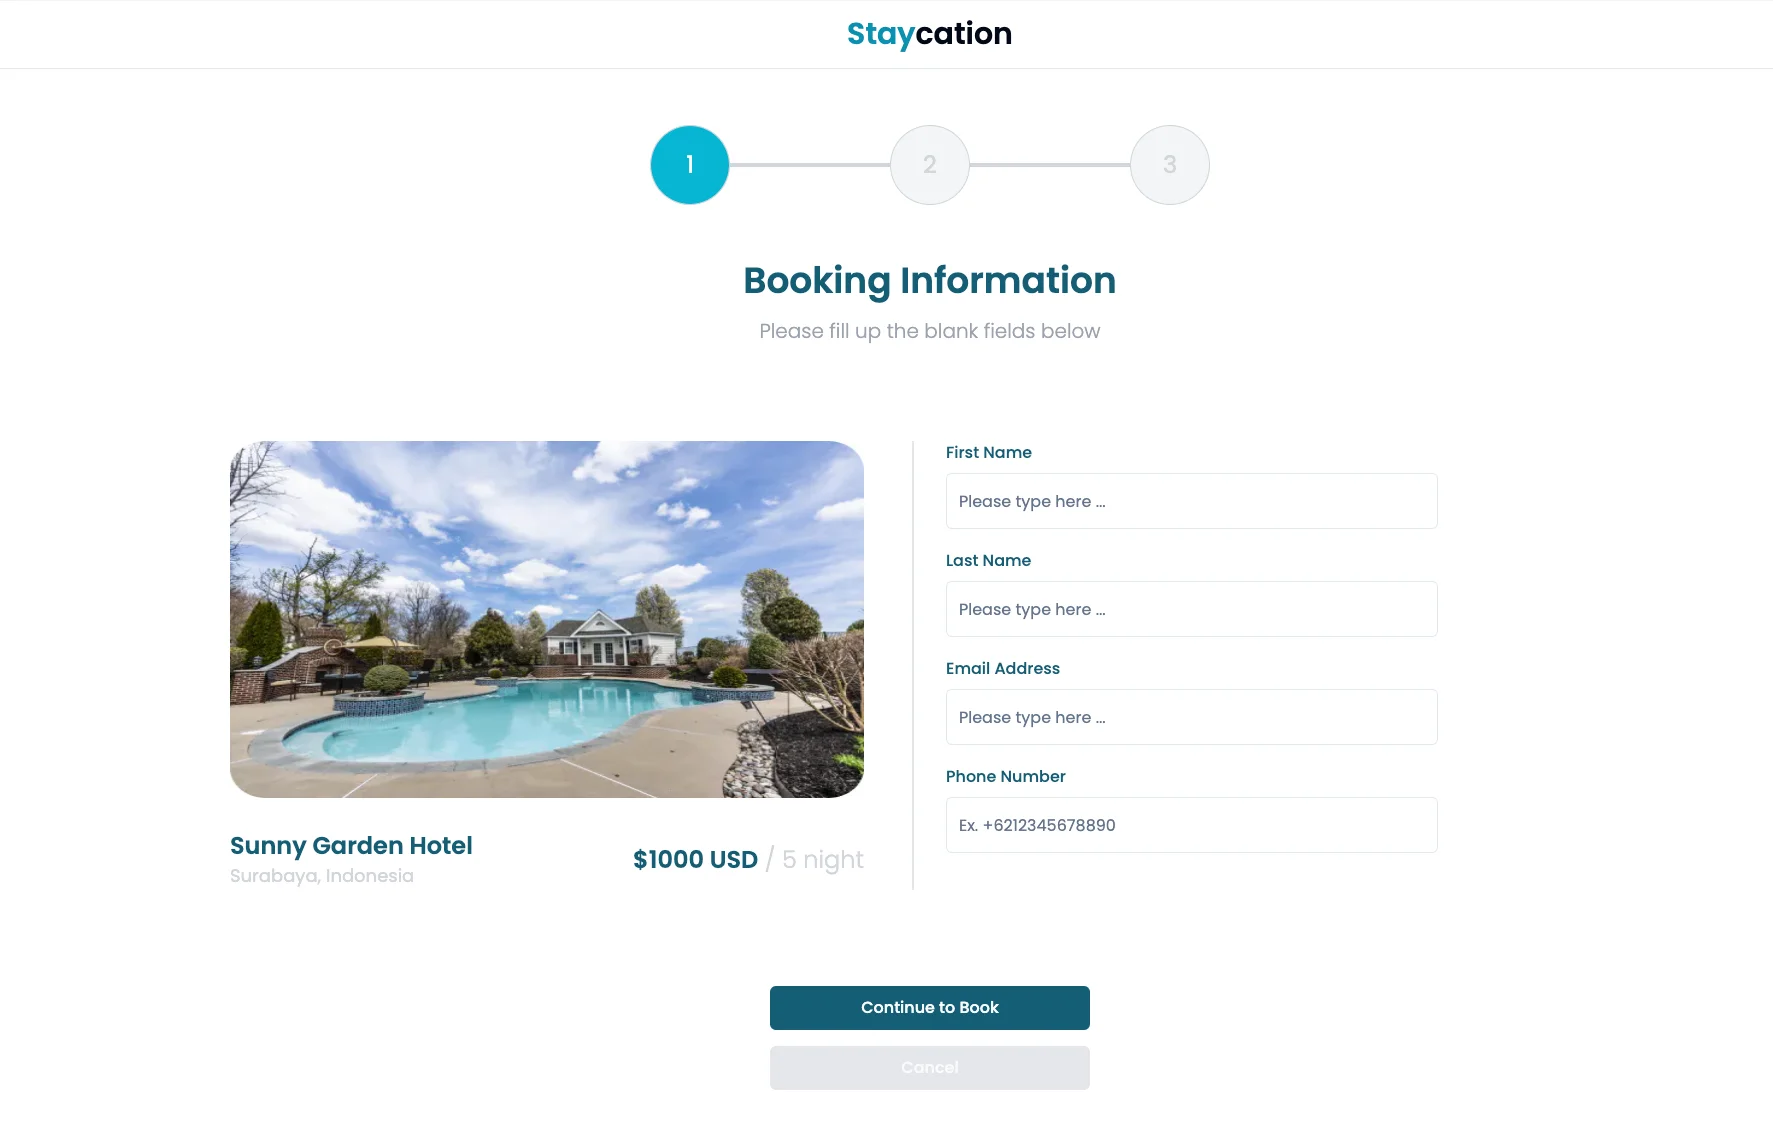 Staycation
1
2
3
Booking Information
Please fill up the blank fields below
Sunny Garden Hotel
Surabaya, Indonesia
$1000 USD / 5 night
First Name
Please type here ...
Last Name
Please type here ...
Email Address
Please type here ...
Phone Number
Ex. +6212345678890
Continue to Book
Cancel